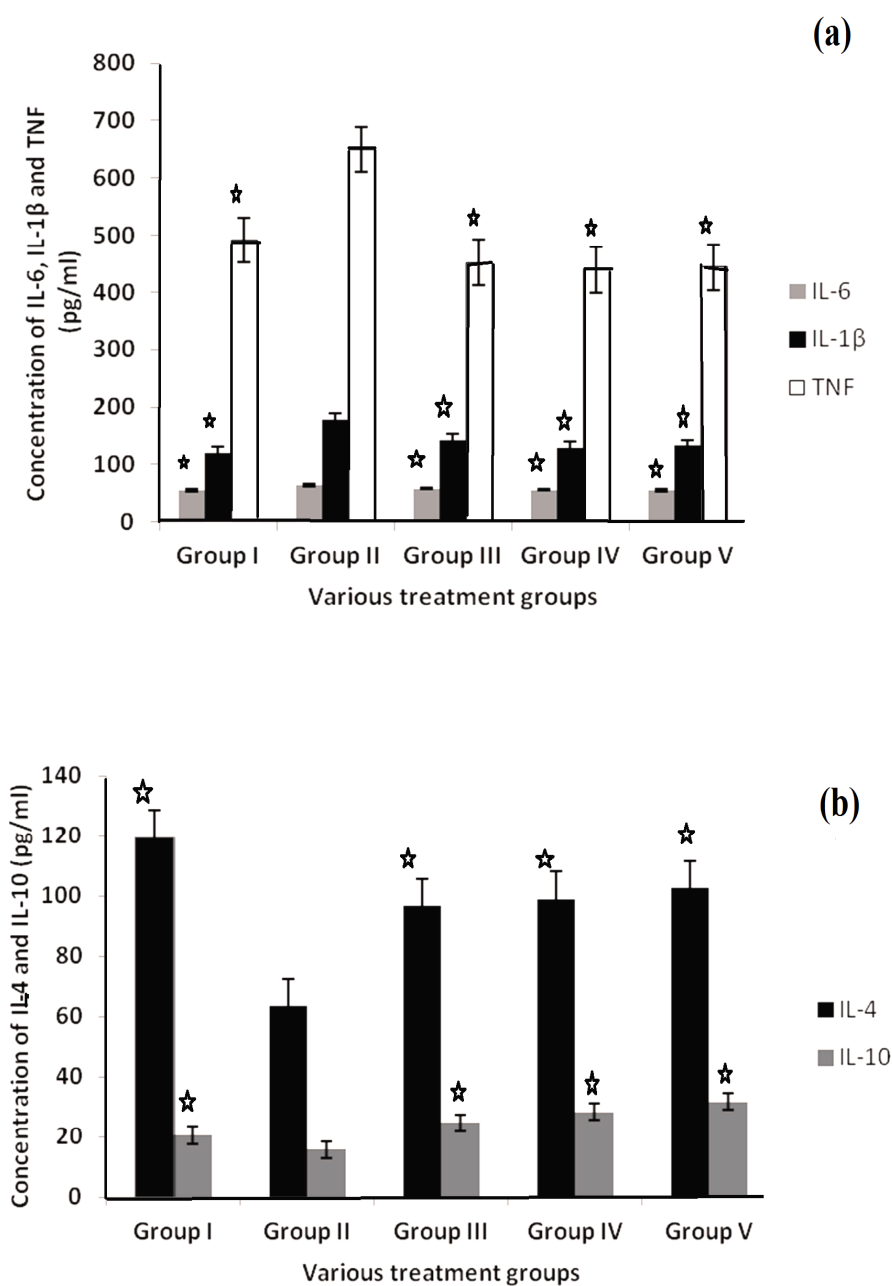 (a)
Concentration of IL-6, IL-1β and TNF
(pg/ml)
800
700
600
500
400
300
200
100
0
IL-6
IL-1β
TNF
Group I Group II Group III Group IV Group V
Various treatment groups
(b)
Concentration of IL-4 and IL-10 (pg/ml)
140
120
100
80
60
40
20
0
IL-4
IL-10
Group I Group II Group III Group IV Group V
Various treatment groups